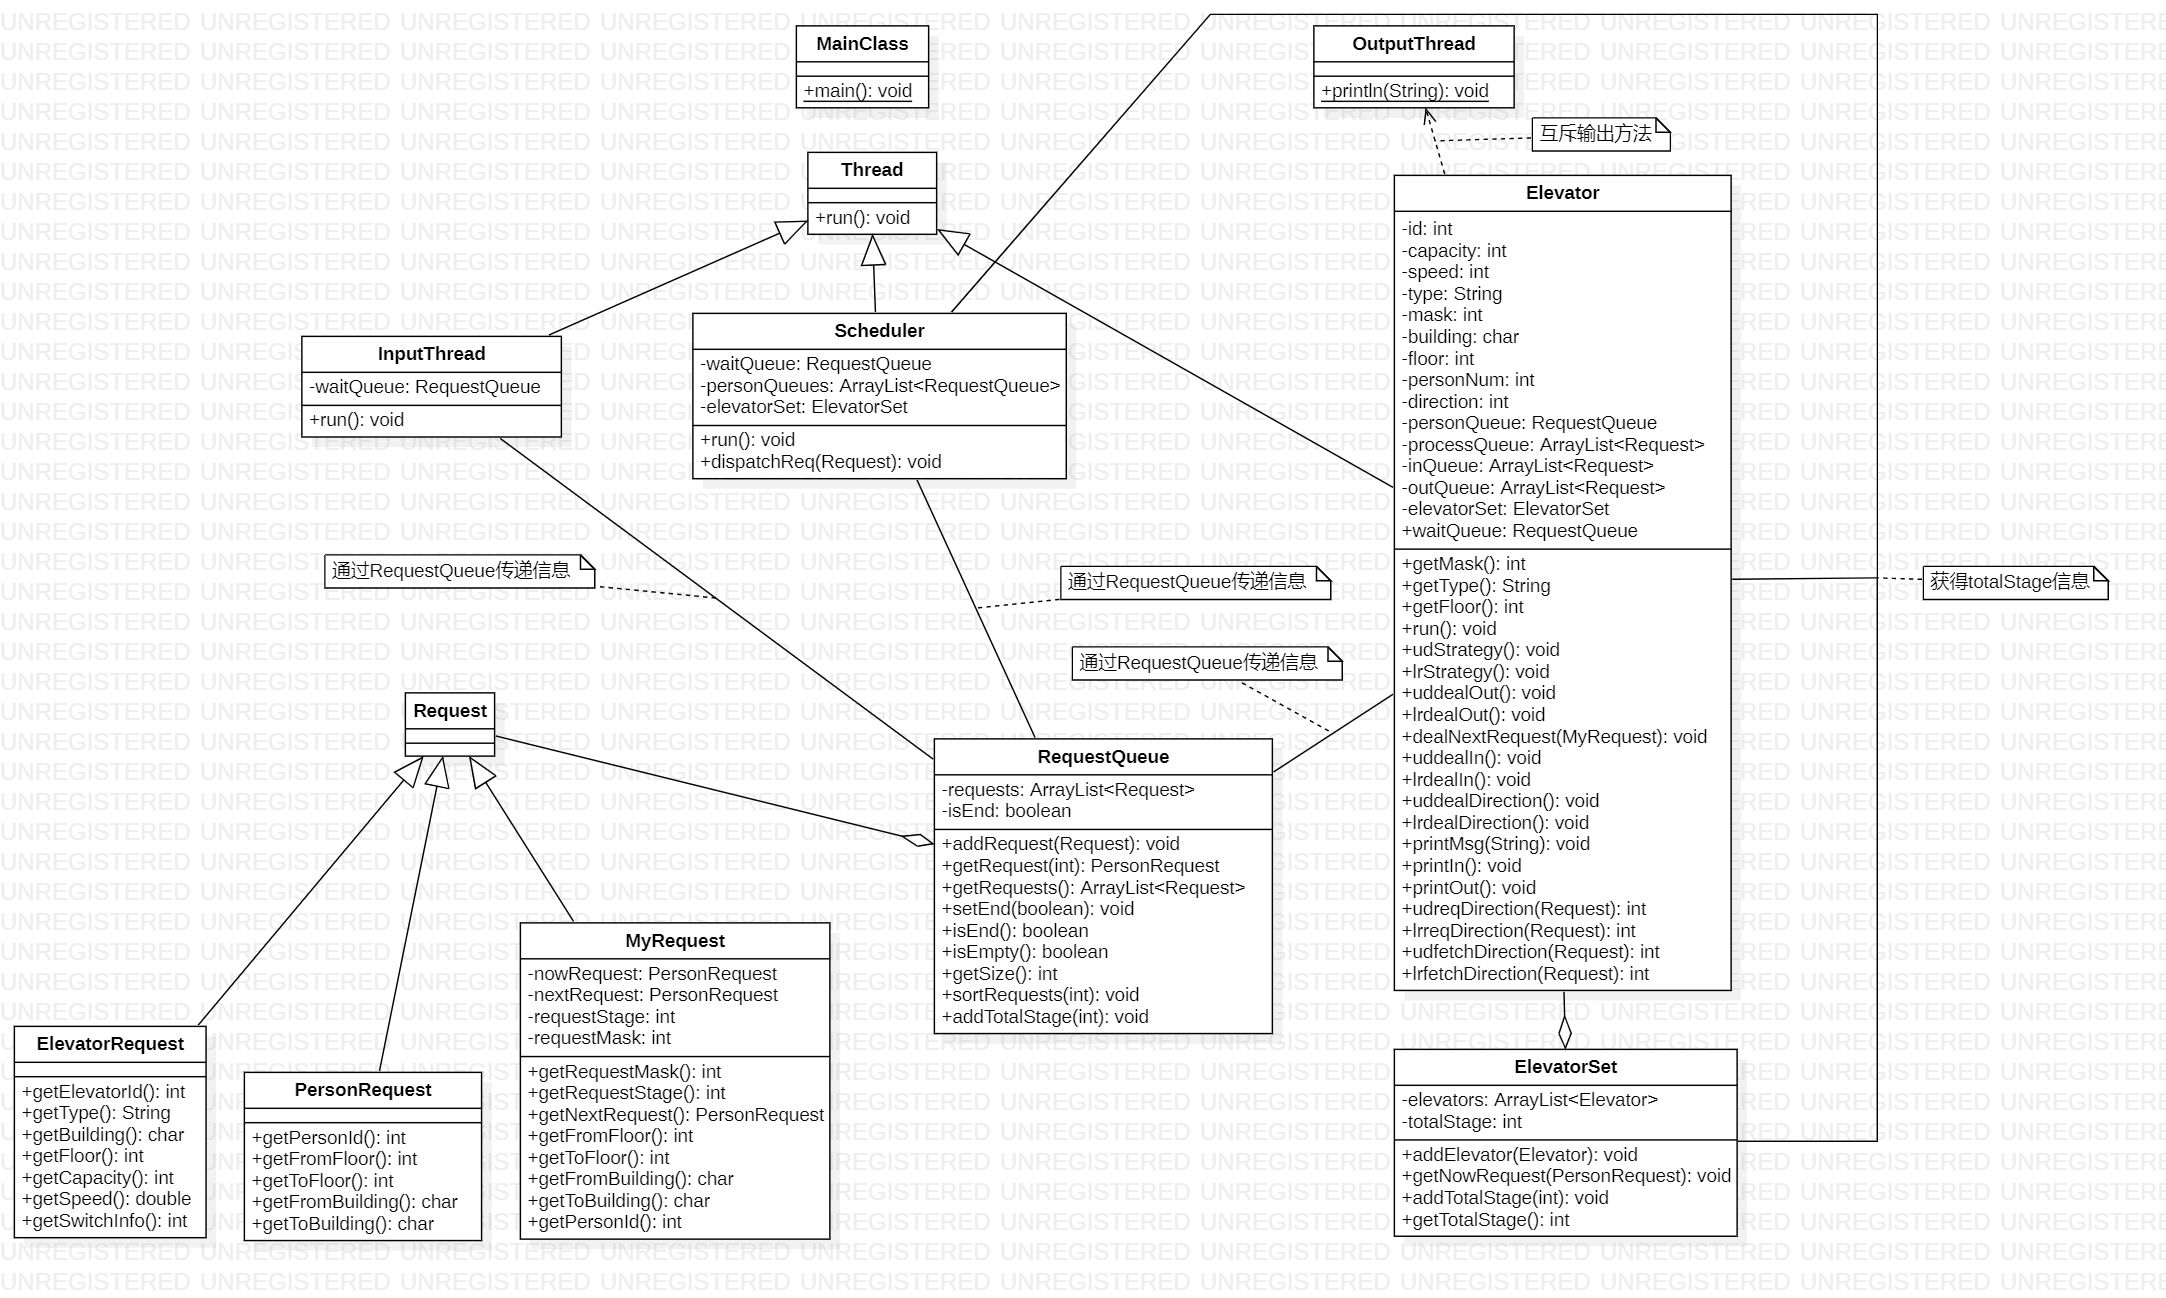 MainClass
+main(): void
OutputThread
+println(String): void
互斥输出方法
Thread
+run(): void
Elevator
-id: int
-capacity: int
-speed: int
-type: String
-mask: int
-building: char
-floor: int
-personNum: int
-direction: int
-personQueue: RequestQueue
-processQueue: ArrayList<Request>
-inQueue: ArrayList<Request>
-outQueue: ArrayList<Request>
-elevatorSet: ElevatorSet
+waitQueue: RequestQueue
+getMask(): int
+getType(): String
+getFloor(): int
+run(): void
+udStrategy(): void
+lrStrategy(): void
+uddealOut(): void
+lrdealOut(): void
+dealNextRequest(MyRequest): void
+uddealIn(): void
+lrdealIn(): void
+uddealDirection(): void
+lrdealDirection(): void
+printMsg(String): void
+printIn(): void
+printOut(): void
+udreqDirection(Request): int
+lrreqDirection(Request): int
+udfetchDirection(Request): int
+lrfetchDirection(Request): int
InputThread
-waitQueue: RequestQueue
+run(): void
Scheduler
-waitQueue: RequestQueue
-personQueues: ArrayList<RequestQueue>
-elevatorSet: ElevatorSet
+run(): void
+dispatchReq(Request): void
通过RequestQueue传递信息
通过RequestQueue传递信息
获得totalStage信息
通过RequestQueue传递信息
Request
RequestQueue
-requests: ArrayList<Request>
-isEnd: boolean
+addRequest(Request): void
+getRequest(int): PersonRequest
+getRequests(): ArrayList<Request>
+setEnd(boolean): void
+isEnd(): boolean
+isEmpty(): boolean
+getSize(): int
+sortRequests(int): void
+addTotalStage(int): void
MyRequest
-nowRequest: PersonRequest
-nextRequest: PersonRequest
-requestStage: int
-requestMask: int
+getRequestMask(): int
+getRequestStage(): int
+getNextRequest(): PersonRequest
+getFromFloor(): int
+getToFloor(): int
+getFromBuilding(): char
+getToBuilding(): char
+getPersonId(): int
ElevatorRequest
+getElevatorId(): int
+getType(): String
+getBuilding(): char
+getFloor(): int
+getCapacity(): int
+getSpeed(): double
+getSwitchInfo(): int
PersonRequest
+getPersonId(): int
+getFromFloor(): int
+getToFloor(): int
+getFromBuilding(): char
+getToBuilding(): char
ElevatorSet
-elevators: ArrayList<Elevator>
-totalStage: int
+addElevator(Elevator): void
+getNowRequest(PersonRequest): void
+addTotalStage(int): void
+getTotalStage(): int